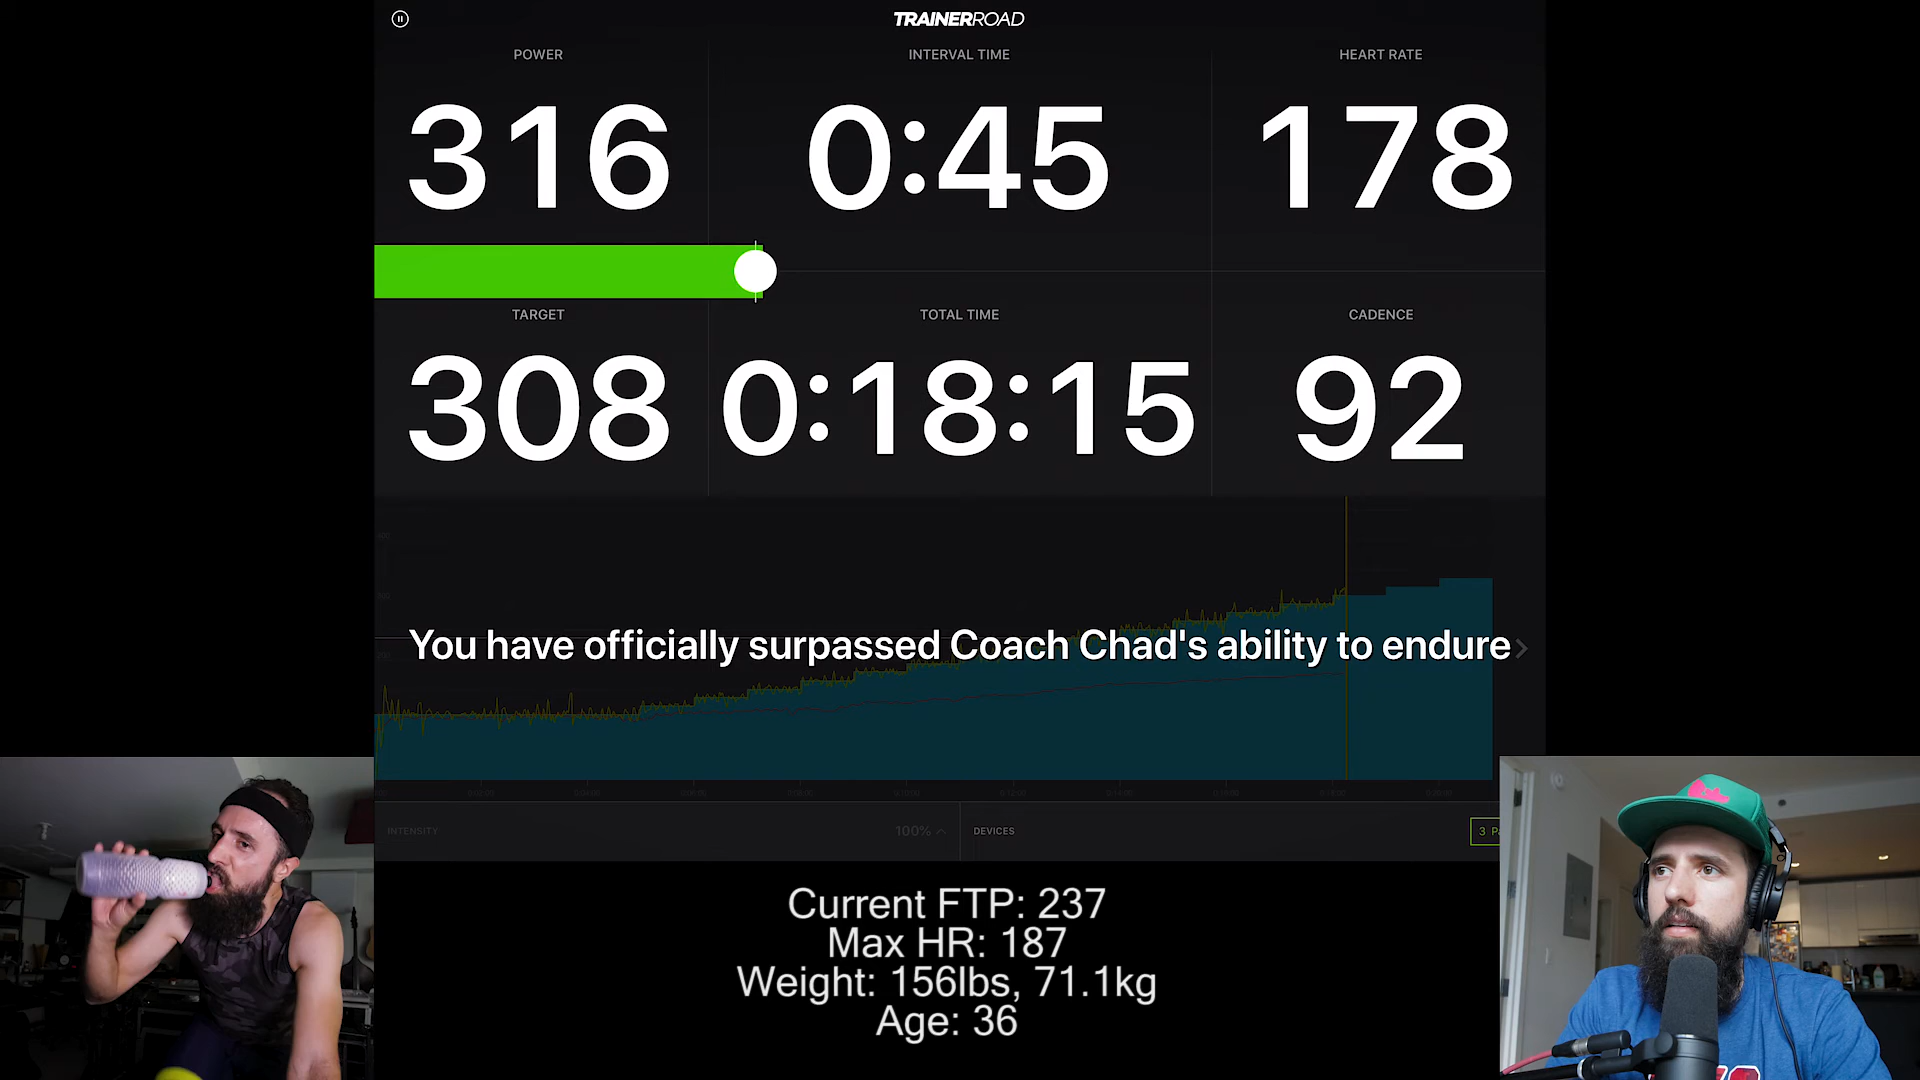 TRAINERROAD
POWER
INTERVAL TIME
HEART RATE
316
0:45
178
TARGET
TOTAL TIME
CADENCE
308
0:18:15
92
You have officially surpassed Coach Chad's ability to endure
INTENSITY
100%
DEVICES
3 Pa
Current FTP: 237
Max HR: 187
Weight: 156lbs, 71.1kg
Age: 36